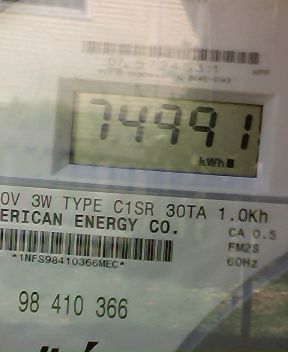 74991
kWh
0V 3W TYPE C1SR 30TA 1.0Kh
ERICAN ENERGY CO.
CA 0.5
FM2S
60Hz
*1NFS98410366MEC*
98 410 366